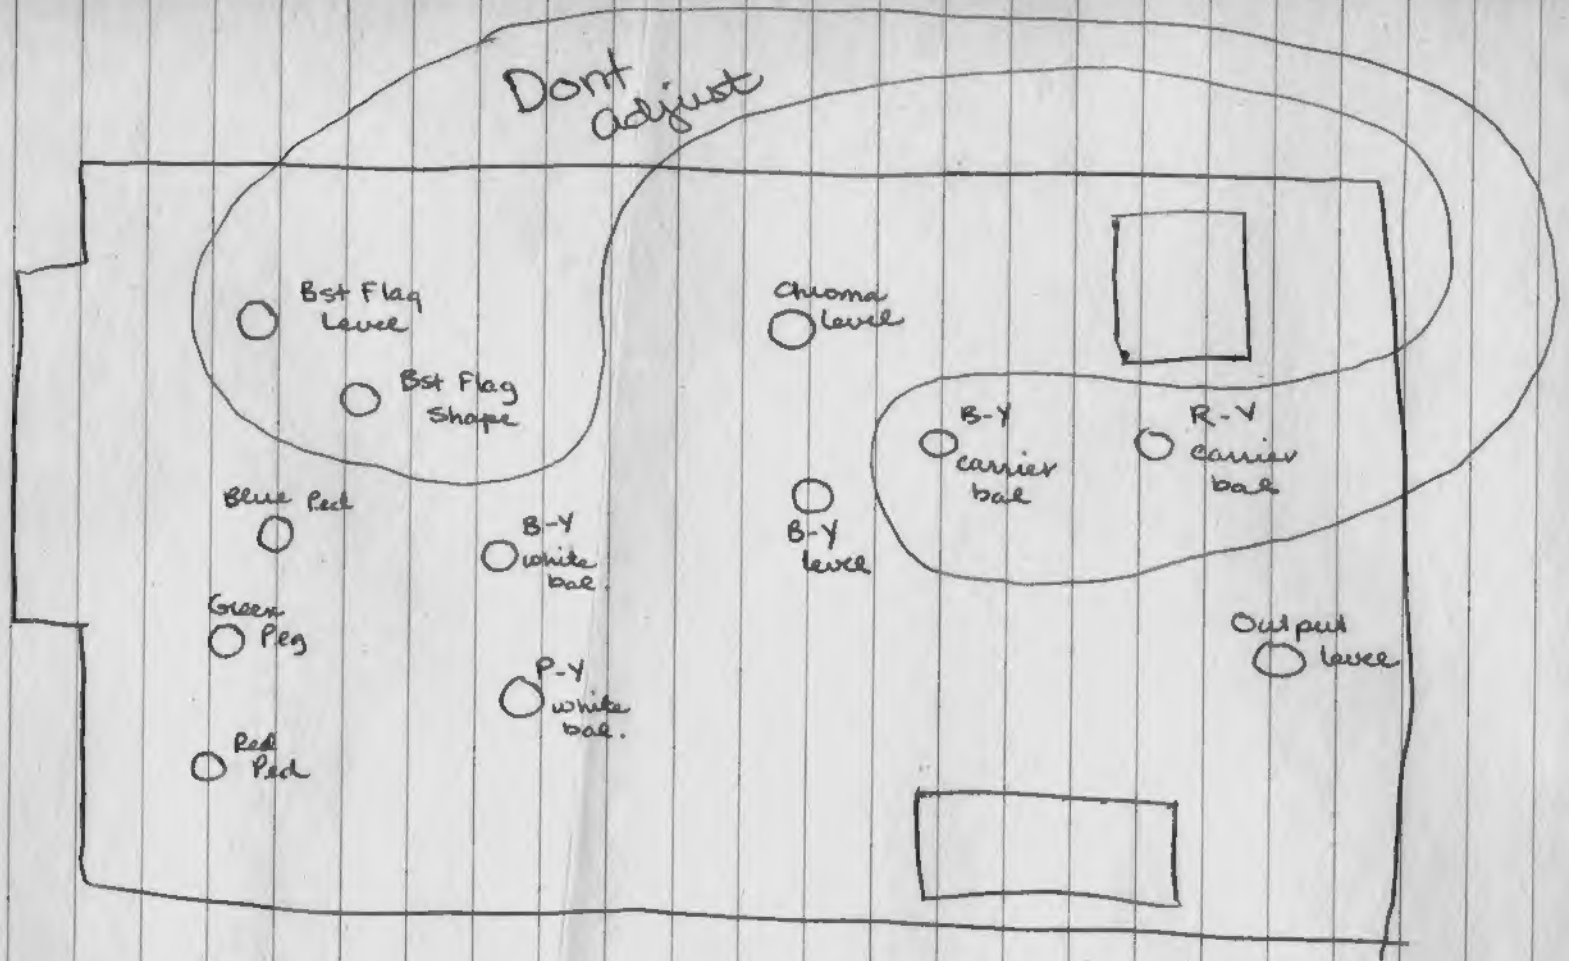 Dont
adjust
Bst Flag
Level
Bst Flag
Shape
Chroma
level
B-Y
carrier
bal
R-Y
carrier
bal
Blue Ped
B-Y
white
bal.
B-Y
level
Green
Peg
P-Y
white
bal.
Output
level
Red
Ped